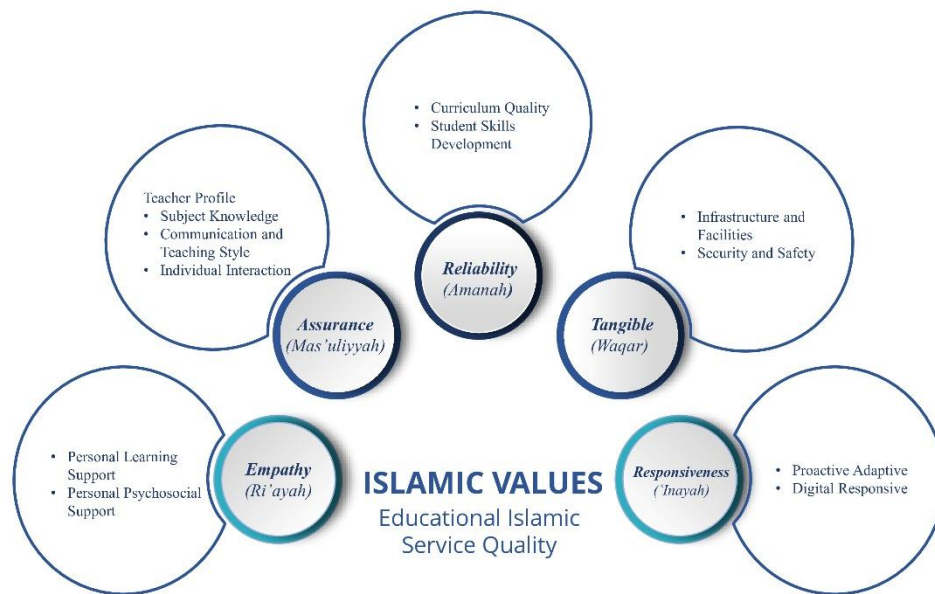 • Curriculum Quality
• Student Skills
Development
Reliability
(Amanah)
Teacher Profile
• Subject Knowledge
• Communication and
Teaching Style
• Individual Interaction
Assurance
(Mas’uliyyah)
• Infrastructure and
Facilities
• Security and Safety
Tangible
(Waqar)
• Personal Learning
Support
• Personal Psychosocial
Support
Empathy
(Ri’ayah)
ISLAMIC VALUES
Educational Islamic
Service Quality
Responsiveness
(‘Inayah)
• Proactive Adaptive
• Digital Responsive